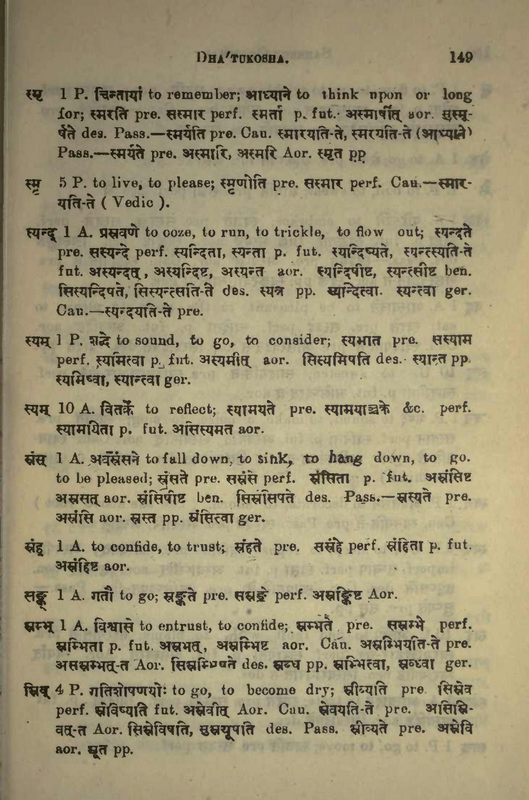 DHA'TUKOSHA. 149
स्मृ 1 P. चिन्तायां to remember; आध्याने to think upon or long
for; स्मरति pre. सस्मार perf. स्मर्ता p. fut. अस्मार्षीत् aor. सुस्मू-
र्षते des. Pass.—स्मर्यते pre. Cau. स्मारयति-ते, स्मरयति-ते (आध्याने)
Pass.—स्मर्यते pre. अस्मारि, अस्मरि Aor. स्मृत pp
स्मृ 5 P. to live, to please; स्मृणोति pre. सस्मार perf. Cau.—स्मार-
यति-ते ( Vedic ).
स्यन्द् 1 A. प्रस्रवणे to ooze, to run, to trickle, to flow out; स्यन्दते
pre. सस्यन्दे perf. स्यन्दिता, स्यन्ता p. fut. स्यन्दिष्यते, स्यन्त्स्यति-ते
fut. अस्यन्दत्, अस्यन्दिष्ट, अस्यन्त aor. स्यन्दिषीष्ट, स्यन्त्सीष्ट ben.
सिस्यन्दिषते, सिस्यन्त्सति-ते des. स्यन्न pp. स्यन्दित्वा. स्यन्त्वा ger.
Cau.—स्यन्दयति-ते pre.
स्यम् 1 P. शब्दे to sound, to go, to consider; स्यभात pre. सस्याम
perf. स्यमित्वा p. fut. अस्यमीत् aor. सिस्यमिषति des. स्यान्त pp.
स्यमिष्वा, स्यान्त्वा ger.
स्यम् 10 A. वितर्के to reflect; स्यामयते pre. स्यामयाञ्चक्रे &c. perf.
स्यामयिता p. fut. असिस्यमत aor.
स्रंस् 1 A. अवस्रंसने to fall down, to sink, to hang down, to go.
to be pleased; स्रंसते pre. सस्रंसे perf. स्रंसिता p. fut. अस्रंसिष्ट
अस्रसत् aor. स्रंसिषीष्ट ben. सिस्रंसिषते des. Pass.—स्रस्यते pre.
अस्रंसि aor. स्रस्त pp. स्रंसित्वा ger.
स्रंह् 1 A. to confide, to trust; स्रंहते pre. सस्रंहे perf. स्रंहिता p. fut.
अस्रंहिष्ट aor.
स्रङ्क् 1 A. गतौ to go; स्रङ्कते pre. सस्रङ्के perf. अस्रङ्किष्ट Aor.
स्रम्भ् 1 A. विश्वासे to entrust, to confide; स्रम्भते pre. सस्रम्भे perf.
स्रम्भिता p. fut. अस्रभत्, अस्रम्भिष्ट aor. Cau. अस्रम्भियति-ते pre.
असस्रम्भत्-त Aor. सिस्रम्भिषते des. स्रब्ध pp. स्रम्भित्वा, स्रब्ध्वा ger.
स्रिव् 4 P. गतिशोषणयोः to go, to become dry; स्रीव्यति pre सिस्रेव
perf. स्रेविष्यति fut. अस्रेवीत् Aor. Cau. स्रेवयति-ते pre. आसिस्रि-
वत्-त Aor. सिस्रेविषति, सुस्रयूषति des. Pass. स्रीव्यते pre. अस्रेवि
aor. स्रूत pp.